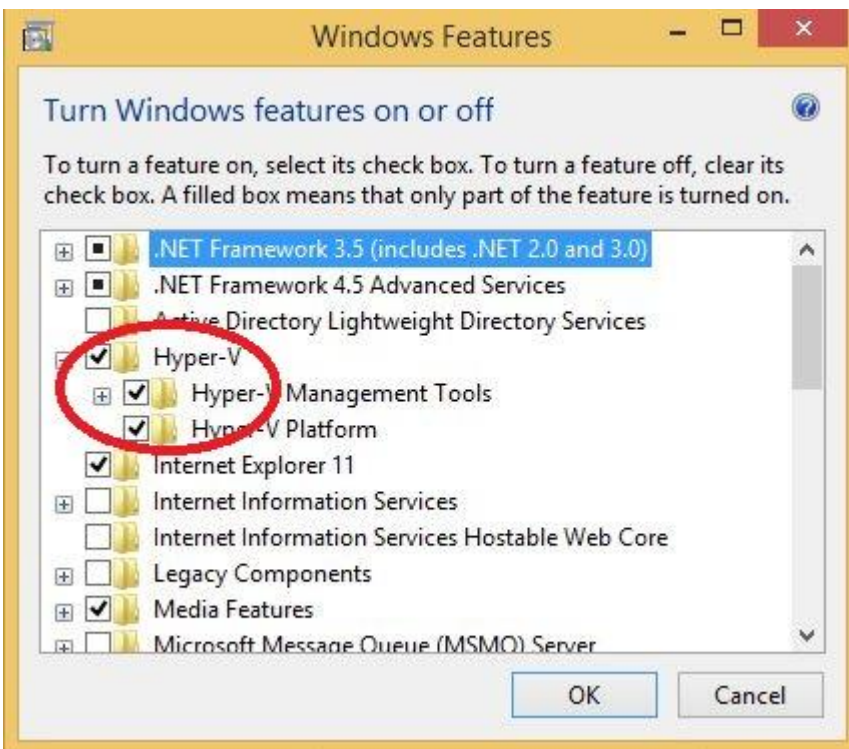 Windows Features
Turn Windows features on or off
To turn a feature on, select its check box. To turn a feature off, clear its
check box. A filled box means that only part of the feature is turned on.
.NET Framework 3.5 (includes .NET 2.0 and 3.0)
.NET Framework 4.5 Advanced Services
Active Directory Lightweight Directory Services
Hyper-V
Hyper-V Management Tools
Hyper-V Platform
Internet Explorer 11
Internet Information Services
Internet Information Services Hostable Web Core
Legacy Components
Media Features
Microsoft Message Queue (MSMQ) Server
OK
Cancel